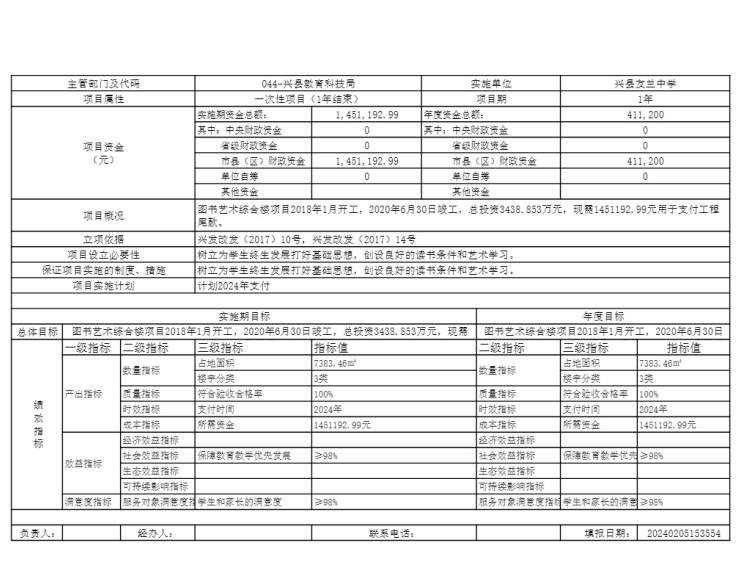 主管部门及代码 044-兴县教育科技局 实施单位 兴县友兰中学
项目属性 一次性项目（1年结束） 项目期 1年
项目资金
（元）
实施期资金总额： 1,451,192.99 年度资金总额： 411,200
其中：中央财政资金 0 其中：中央财政资金 0
省级财政资金 0 省级财政资金 0
市县（区）财政资金 1,451,192.99 市县（区）财政资金 411,200
单位自筹 0 单位自筹 0
其他资金 其他资金
项目概况 图书艺术综合楼项目2018年1月开工，2020年6月30日竣工，总投资3438.853万元，现需1451192.99元用于支付工程
尾款。
立项依据 兴发改发（2017）10号，兴发改发（2017）14号
项目设立必要性 树立为学生终生发展打好基础思想，创设良好的读书条件和艺术学习。
保证项目实施的制度、措施 树立为学生终生发展打好基础思想，创设良好的读书条件和艺术学习。
项目实施计划 计划2024年支付
实施期目标 年度目标
总体目标 图书艺术综合楼项目2018年1月开工，2020年6月30日竣工，总投资3438.853万元，现需 图书艺术综合楼项目2018年1月开工，2020年6月30日
绩效指标
一级指标 二级指标 三级指标 指标值 二级指标 三级指标 指标值
产出指标 数量指标 占地面积 7383.46㎡ 数量指标 占地面积 7383.46㎡
楼宇分类 3类 楼宇分类 3类
质量指标 符合验收合格率 100% 质量指标 符合验收合格率 100%
时效指标 支付时间 2024年 时效指标 支付时间 2024年
成本指标 所需资金 1451192.99元 成本指标 所需资金 1451192.99元
效益指标 经济效益指标 经济效益指标
社会效益指标 保障教育教学优先发展 ≥98% 社会效益指标 保障教育教学优先 ≥98%
生态效益指标 生态效益指标
可持续影响指标 可持续影响指标
满意度指标 服务对象满意度指 学生和家长的满意度 ≥98% 服务对象满意度指标 学生和家长的满意 ≥98%
负责人： 经办人： 联系电话： 填报日期： 20240205153554